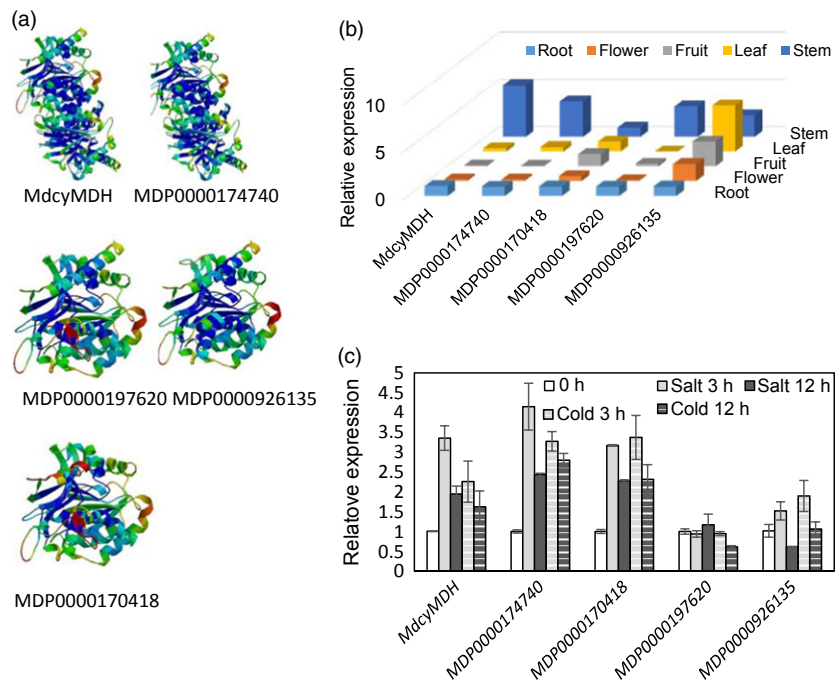 (a)
MdcyMDH MDP0000174740
MDP0000197620 MDP0000926135
MDP0000170418
(b)
Root Flower Fruit Leaf Stem
Relative expression
10
5
0
Stem
Leaf
Fruit
Flower
Root
MdcyMDH
MDP0000174740
MDP0000170418
MDP0000197620
MDP0000926135
(c)
Relatove expression
5
4.5
4
3.5
3
2.5
2
1.5
1
0.5
0
0 h Salt 3 h Salt 12 h
Cold 3 h Cold 12 h
MdcyMDH
MDP0000174740
MDP0000170418
MDP0000197620
MDP0000926135